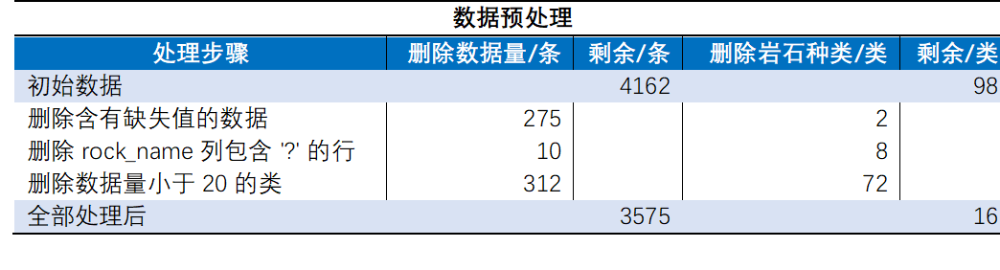 数据预处理
处理步骤 删除数据量/条 剩余/条 删除岩石种类/类 剩余/类
初始数据 4162 98
删除含有缺失值的数据 275 2
删除 rock_name 列包含 '?' 的行 10 8
删除数据量小于 20 的类 312 72
全部处理后 3575 16